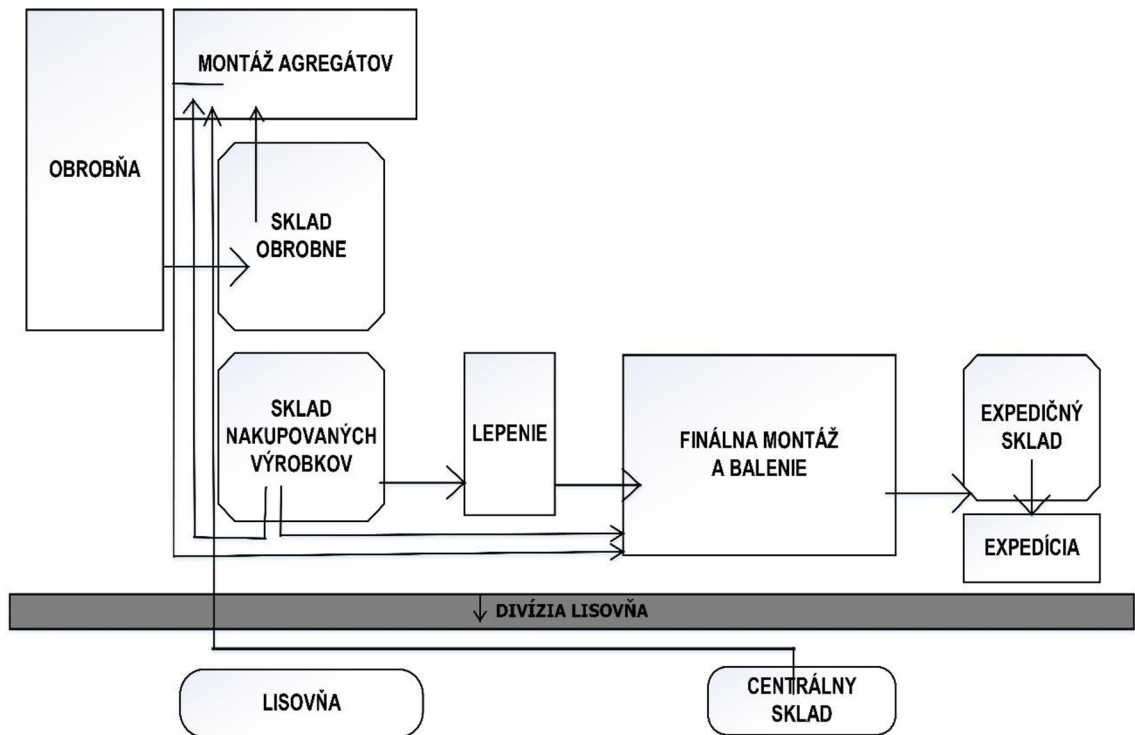 MONTÁŽ AGREGÁTOV
OBROBŇA
SKLAD
OBROBNE
SKLAD
NAKUPOVANÝCH
VÝROBKOV
LEPENIE
FINÁLNA MONTÁŽ
A BALENIE
EXPEDIČNÝ
SKLAD
EXPEDÍCIA
DIVÍZIA LISOVŇA
LISOVŇA
CENTRÁLNY
SKLAD